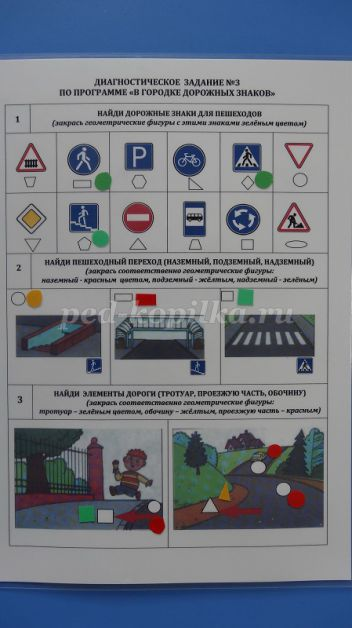 ДИАГНОСТИЧЕСКОЕ ЗАДАНИЕ №3
ПО ПРОГРАММЕ «В ГОРОДКЕ ДОРОЖНЫХ ЗНАКОВ»
1
НАЙДИ ДОРОЖНЫЕ ЗНАКИ ДЛЯ ПЕШЕХОДОВ
(закрась геометрические фигуры с этими знаками зелёным цветом)
P
2
НАЙДИ ПЕШЕХОДНЫЙ ПЕРЕХОД (НАЗЕМНЫЙ, ПОДЗЕМНЫЙ, НАДЗЕМНЫЙ)
(закрась соответственно геометрические фигуры:
наземный - красным цветом, подземный - жёлтым, надземный - зелёным)
ped-kopilka.ru
3
НАЙДИ ЭЛЕМЕНТЫ ДОРОГИ (ТРОТУАР, ПРОЕЗЖУЮ ЧАСТЬ, ОБОЧИНУ)
(закрась соответственно геометрические фигуры:
тротуар – зелёным цветом, обочину – жёлтым, проезжую часть – красным)